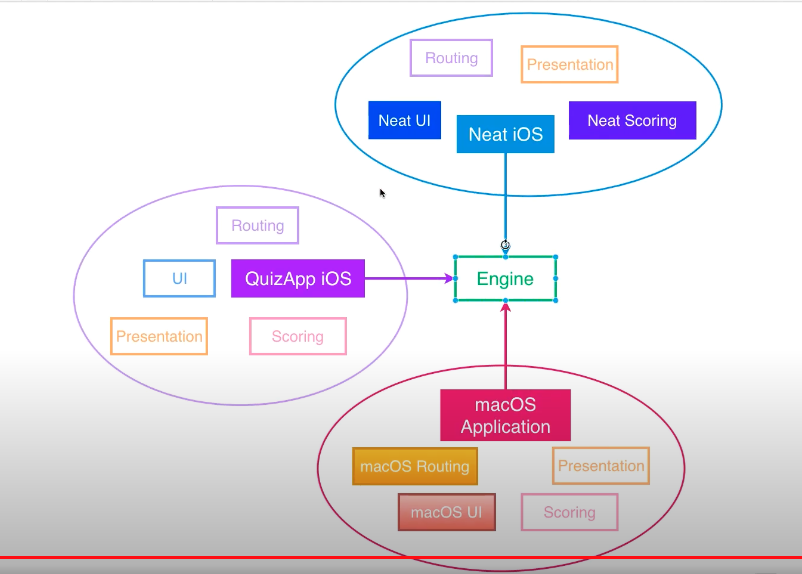 Routing
Presentation
Neat UI
Neat iOS
Neat Scoring
Routing
UI
QuizApp iOS
Engine
Presentation
Scoring
macOS
Application
macOS Routing
Presentation
macOS UI
Scoring